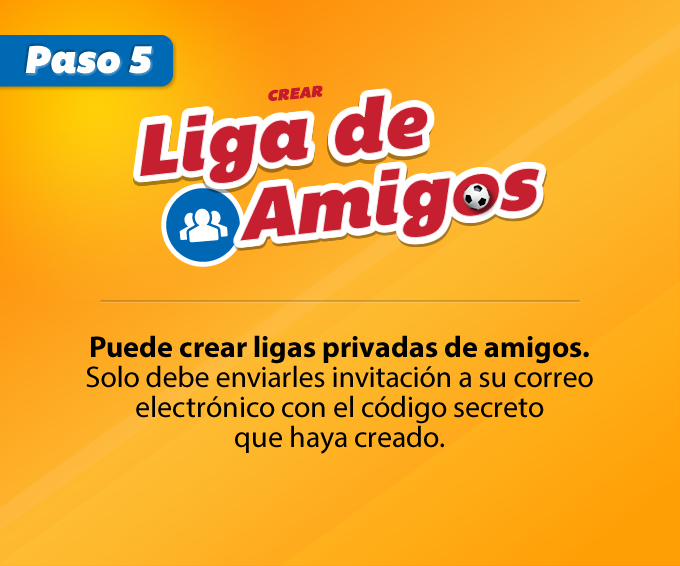 Paso 5
CREAR
Liga de
Amigos
Puede crear ligas privadas de amigos.
Solo debe enviarles invitación a su correo
electrónico con el código secreto
que haya creado.